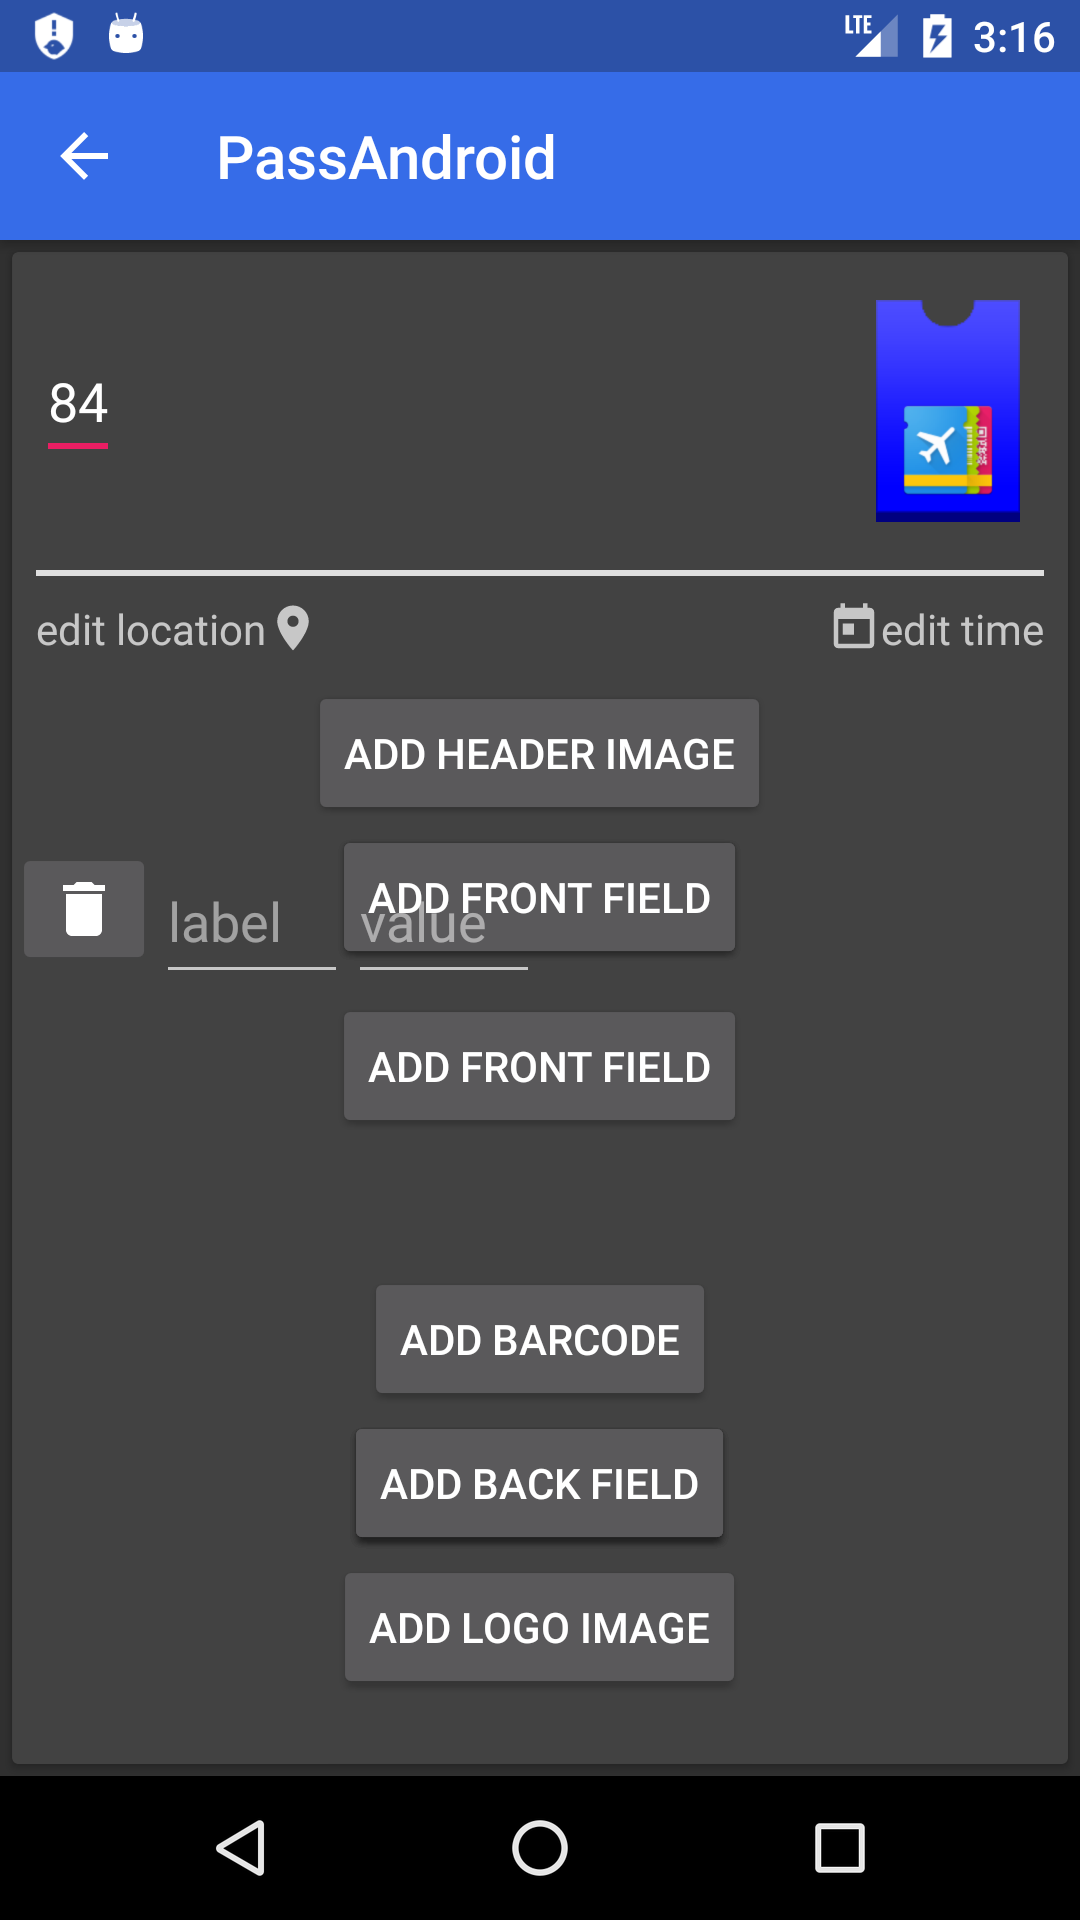 LTE 3:16
PassAndroid
84
edit location edit time
ADD HEADER IMAGE
ADD FRONT FIELD
label value
ADD FRONT FIELD
ADD BARCODE
ADD BACK FIELD
ADD LOGO IMAGE